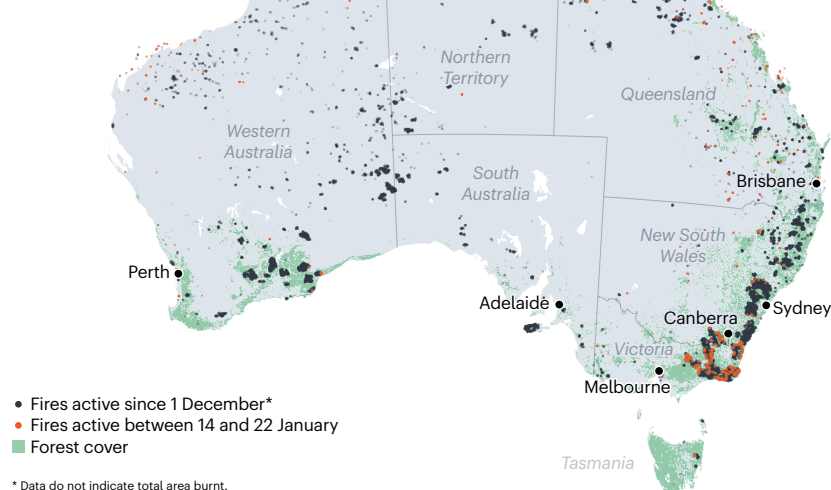 Northern
Territory
Queensland
Western
Australia
South
Australia
Brisbane
New South
Wales
Perth
Adelaide
Sydney
Canberra
Victoria
Melbourne
Fires active since 1 December*
Fires active between 14 and 22 January
Forest cover
Tasmania
* Data do not indicate total area burnt.